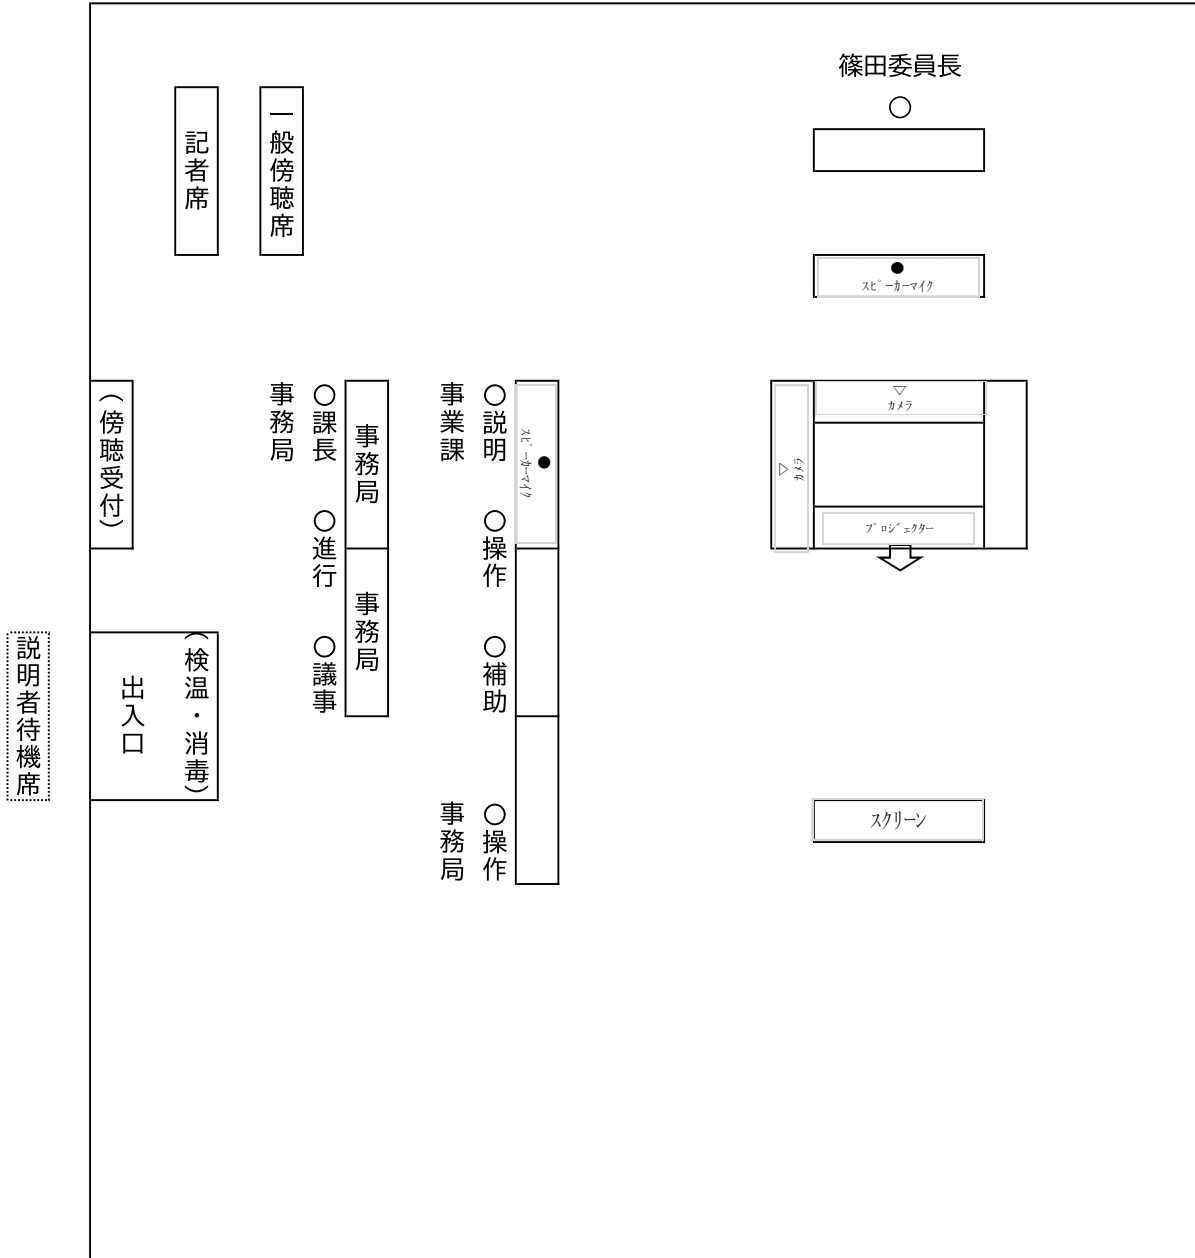 篠田委員長
○
記者席
一般傍聴席
●
ｽﾋﾟｰｶｰﾏｲｸ
(傍聴受付)
事務局
○課長
○進行
○議事
事務局
事務局
事業課
○説明
○操作
○補助
事務局
○操作
ｽﾋﾟｰｶｰﾏｲｸ
●
▽
ｶﾒﾗ
▽
ｶﾒﾗ
ﾌﾟﾛｼﾞｪｸﾀｰ
説明者待機席
出入口
(検温・消毒)
ｽｸﾘｰﾝ